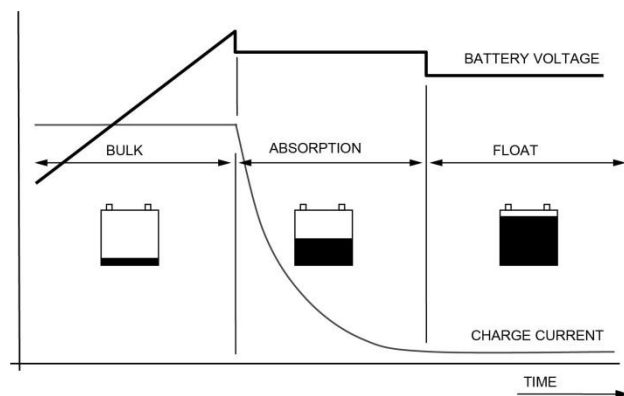 BATTERY VOLTAGE
BULK
ABSORPTION
FLOAT
CHARGE CURRENT
TIME